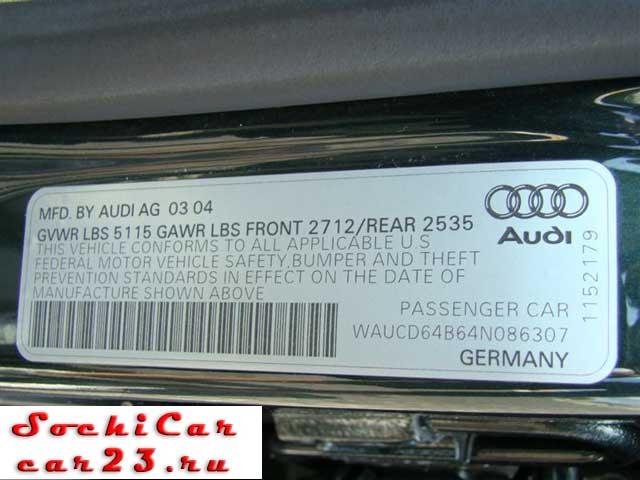 MFD. BY AUDI AG 03 04
GVWR LBS 5115 GAWR LBS FRONT 2712/REAR 2535
THIS VEHICLE CONFORMS TO ALL APPLICABLE U.S
FEDERAL MOTOR VEHICLE SAFETY,BUMPER AND THEFT
PREVENTION STANDARDS IN EFFECT ON THE DATE OF
MANUFACTURE SHOWN ABOVE
Audi
1152179
PASSENGER CAR
WAUCD64B64N086307
GERMANY
SochiCar
car23.ru